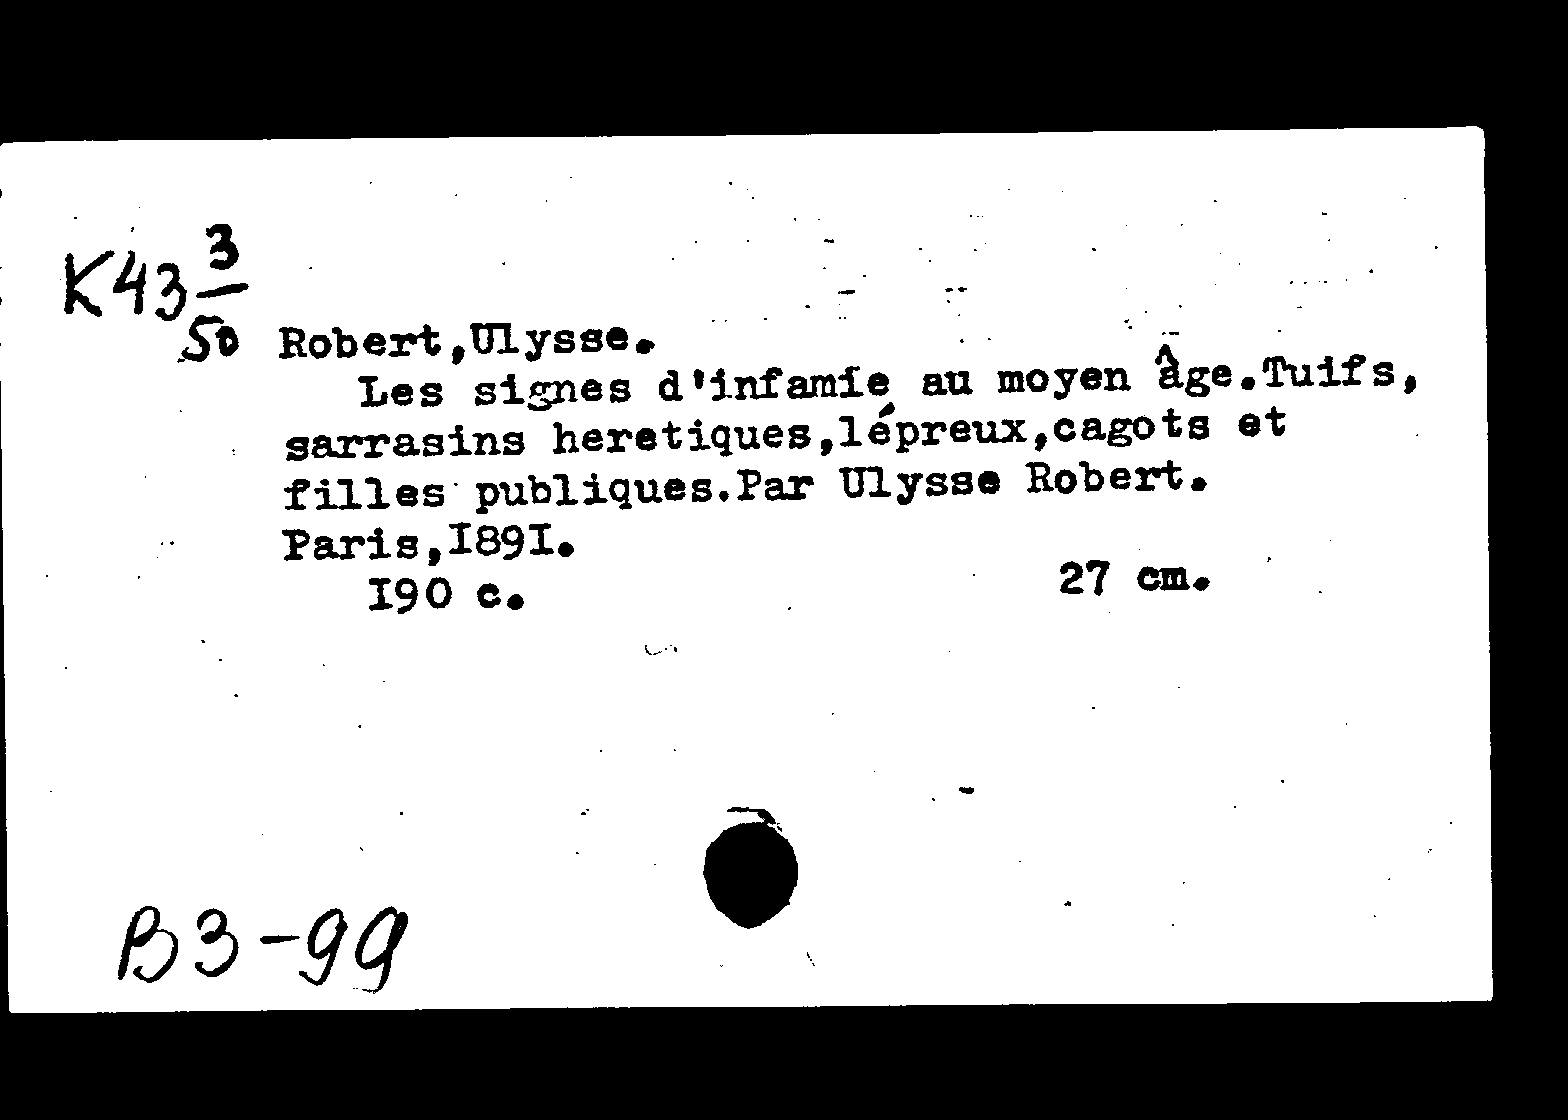 K43 3/50
Robert,Ulysse.
Les signes d'infamie au moyen âge.Tuifs,
sarrasins heretiques,lépreux,cagots et
filles publiques.Par Ulysse Robert.
Paris,I89I.
I90 c. 27 cm.
B3-99